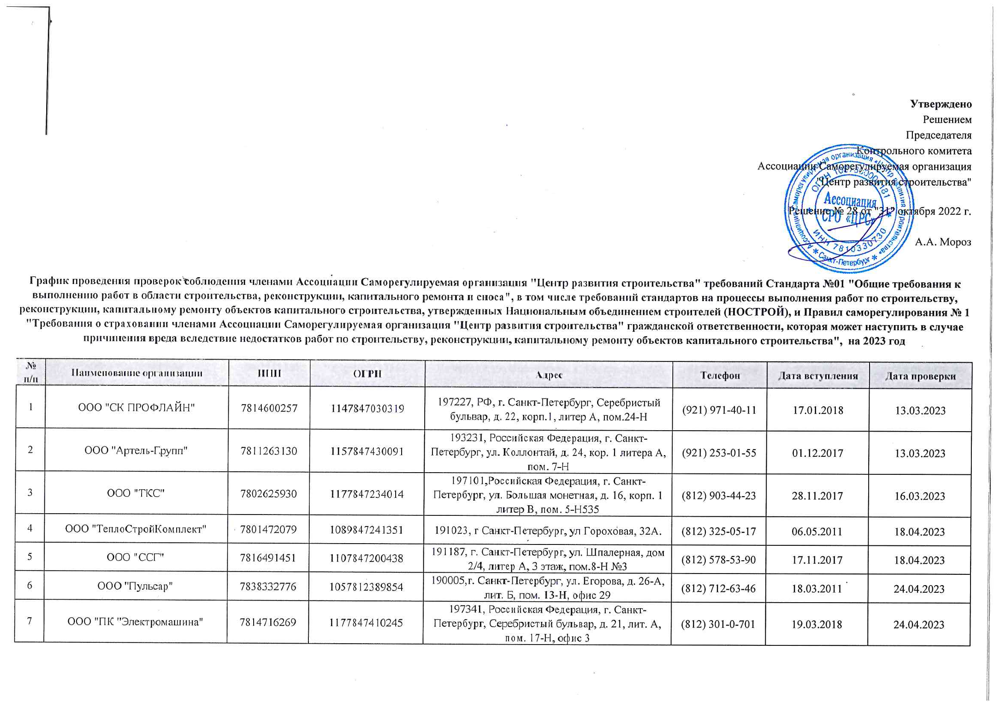 Утверждено
Решением
Председателя
Контрольного комитета
Ассоциации Саморегулируемая организация
"Центр развития строительства"
Решение № 28 от "31" октября 2022 г.
А.А. Мороз
Ассоциация Саморегулируемая организация «Центр развития строительства»
* Санкт-Петербург *
ОГРН
ИНН 7810330730
Ассоциация
СРО «ЦРС»
График проведения проверок соблюдения членами Ассоциации Саморегулируемая организация "Центр развития строительства" требований Стандарта №01 "Общие требования к
выполнению работ в области строительства, реконструкции, капитального ремонта и сноса", в том числе требований стандартов на процессы выполнения работ по строительству,
реконструкции, капитальному ремонту объектов капитального строительства, утвержденных Национальным объединением строителей (НОСТРОЙ), и Правил саморегулирования № 1
"Требования о страховании членами Ассоциации Саморегулируемая организация "Центр развития строительства" гражданской ответственности, которая может наступить в случае
причинения вреда вследствие недостатков работ по строительству, реконструкции, капитальному ремонту объектов капитального строительства", на 2023 год
№ п/п Наименование организации ИНН ОГРН Адрес Телефон Дата вступления Дата проверки
1 ООО "СК ПРОФЛАЙН" 7814600257 1147847030319 197227, РФ, г. Санкт-Петербург, Серебристый
бульвар, д. 22, корп.1, литер А, пом.24-Н (921) 971-40-11 17.01.2018 13.03.2023
2 ООО "Артель-Групп" 7811263130 1157847430091 193231, Российская Федерация, г. Санкт-
Петербург, ул. Коллонтай, д. 24, кор. 1 литера А,
пом. 7-Н (921) 253-01-55 01.12.2017 13.03.2023
3 ООО "ТКС" 7802625930 1177847234014 197101,Российская Федерация, г. Санкт-
Петербург, ул. Большая монетная, д. 16, корп. 1
литер В, пом. 5-Н535 (812) 903-44-23 28.11.2017 16.03.2023
4 ООО "ТеплоСтройКомплект" 7801472079 1089847241351 191023, г Санкт-Петербург, ул Гороховая, 32А. (812) 325-05-17 06.05.2011 18.04.2023
5 ООО "ССГ" 7816491451 1107847200438 191187, г. Санкт-Петербург, ул. Шпалерная, дом
2/4, литер А, 3 этаж, пом.8-Н №3 (812) 578-53-90 17.11.2017 18.04.2023
6 ООО "Пульсар" 7838332776 1057812389854 190005,г. Санкт-Петербург, ул. Егорова, д. 26-А,
лит. Б, пом. 13-Н, офис 29 (812) 712-63-46 18.03.2011 24.04.2023
7 ООО "ПК "Электромашина" 7814716269 1177847410245 197341, Российская Федерация, г. Санкт-
Петербург, Серебристый бульвар, д. 21, лит. А,
пом. 17-Н, офис 3 (812) 301-0-701 19.03.2018 24.04.2023